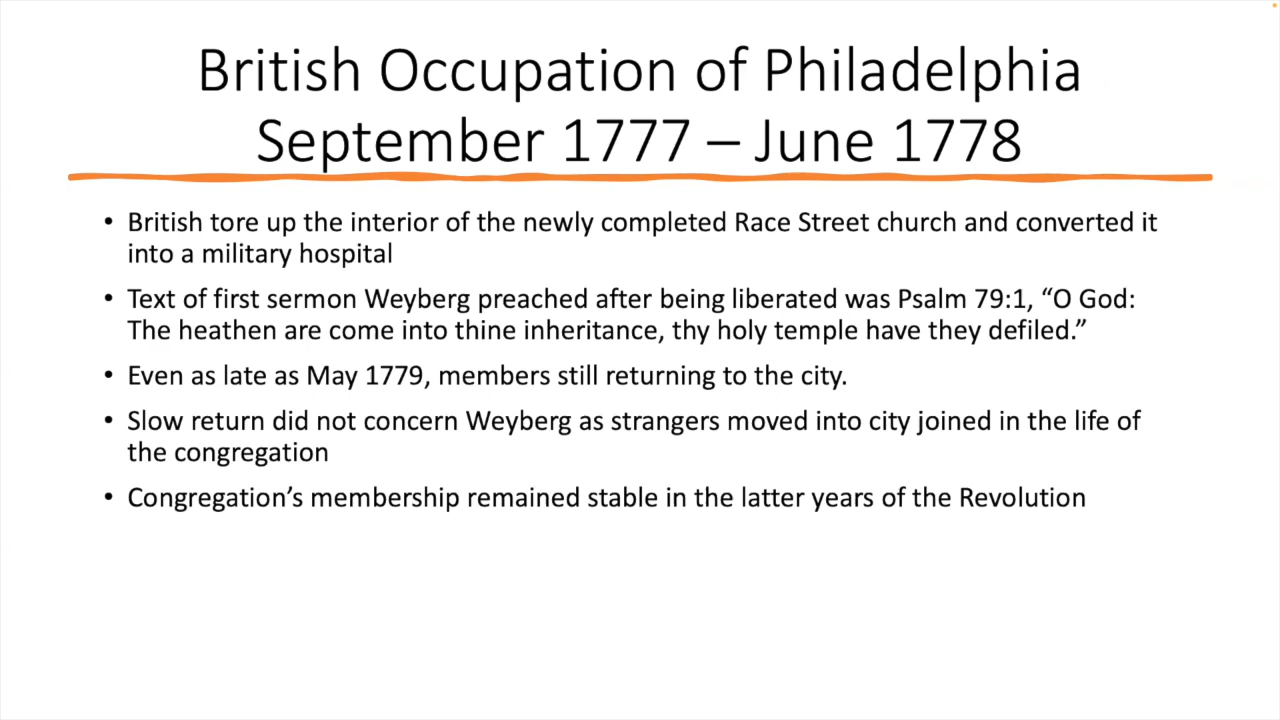 British Occupation of Philadelphia
September 1777 – June 1778
• British tore up the interior of the newly completed Race Street church and converted it
into a military hospital
• Text of first sermon Weyberg preached after being liberated was Psalm 79:1, “O God:
The heathen are come into thine inheritance, thy holy temple have they defiled.”
• Even as late as May 1779, members still returning to the city.
• Slow return did not concern Weyberg as strangers moved into city joined in the life of
the congregation
• Congregation’s membership remained stable in the latter years of the Revolution